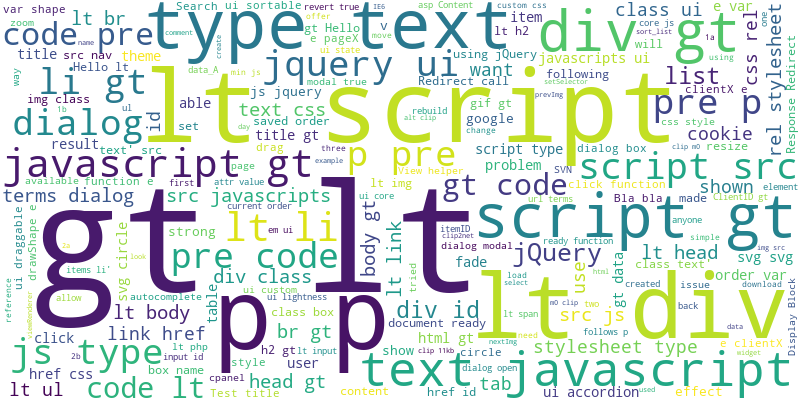 var shape
lt br
Search ui sortable
revert true
IE6
asp Content
custom css
class ui
e var
zoom
code pre
type text
offer
gt Hello
e pageX
v
move
item
div gt
core js
sort_list
1a
one
name
comment
create
ui state
lt h2
will
using
css rel
title
src nav
theme
jquery ui
using jQuery
javascripts ui
rel stylesheet
Response Redirect
Hello lt
data_A
min js
modal true
Redirect call
want
following
list
clientX e
way
li gt
img class
able
js jquery
lt script
setSelector
prevImg
pre p
dialog
1b
ul
id
set
text css
saved order
rebuild
alt clip
gif gt
google
change
css style
cookie
result
text' src
day
title gt
drag
three
script type
dialog box
clip m0
resize
javascript gt
page
example
p pre
View helper
problem
SVN
script src
available
function e
first
attr value
ui core
lt img
gt code
click function
shown
element
terms dialog
src javascripts
url terms
Bla bla
made
ClientID gt
ui draggable
drawShape e
current order
gt lt
body gt
itemID
clip2net
dialog modal
script gt
anyone
strong
lt li
em ui
lt link
jQuery
ready function
simple
img src
1a
items li'
svg circle
pre code
look
tried
fade
lt head
svg svg
reference
viewRenderer
allow
div class
load
select
html
use
gt data
class text
order var
autocomplete
table
ui custom
ui lightness
m0 clip
two
created
issue
download
lt body
class box
p p
div id
lt span
lt div
back
Display Block
click
link href
br gt
document ready
need
src js
js type
lt php
h2 gt
lt input
html gt
follows p
nextImg
data
2b
input id
style
show
clip 11kb
circle
stylesheet type
e clientX
widget
href css
box name
cpanel
head gt
user
text javascript
dialog open
tab
lt ul
code lt
Test title
content
href id
ui accordion
used
effect